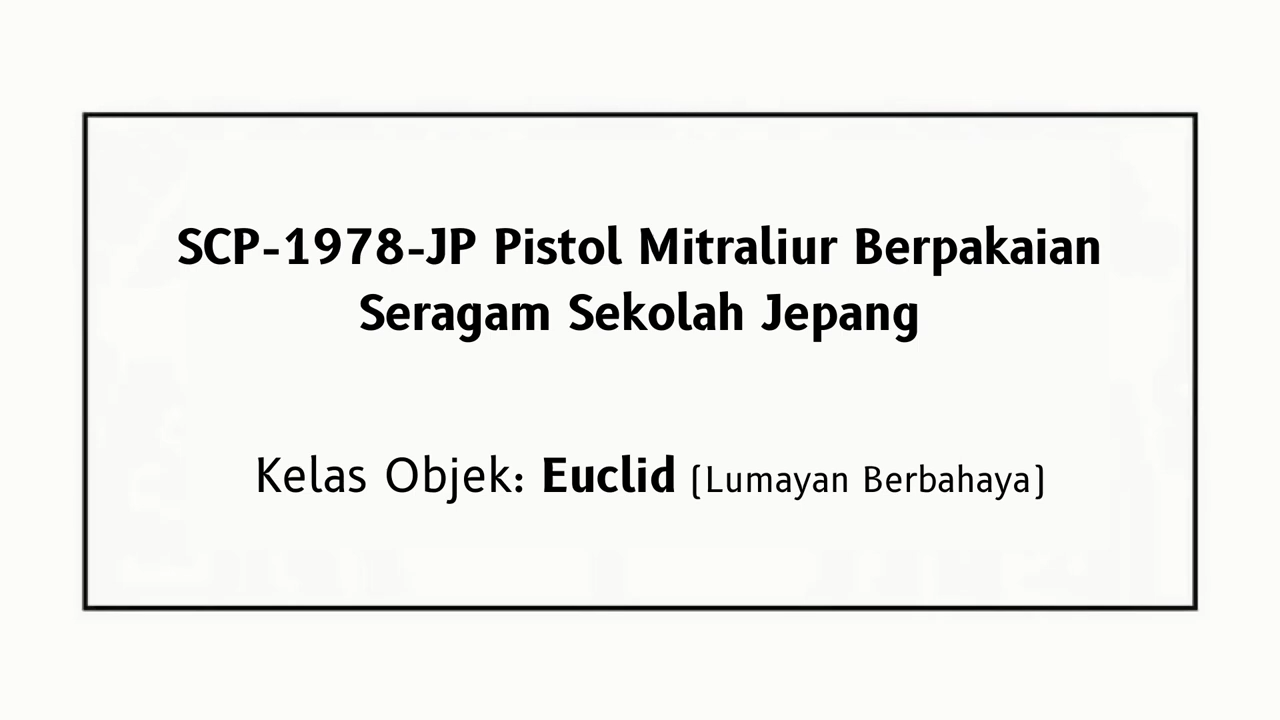 SCP-1978-JP Pistol Mitraliur Berpakaian
Seragam Sekolah Jepang
Kelas Objek: Euclid (Lumayan Berbahaya)